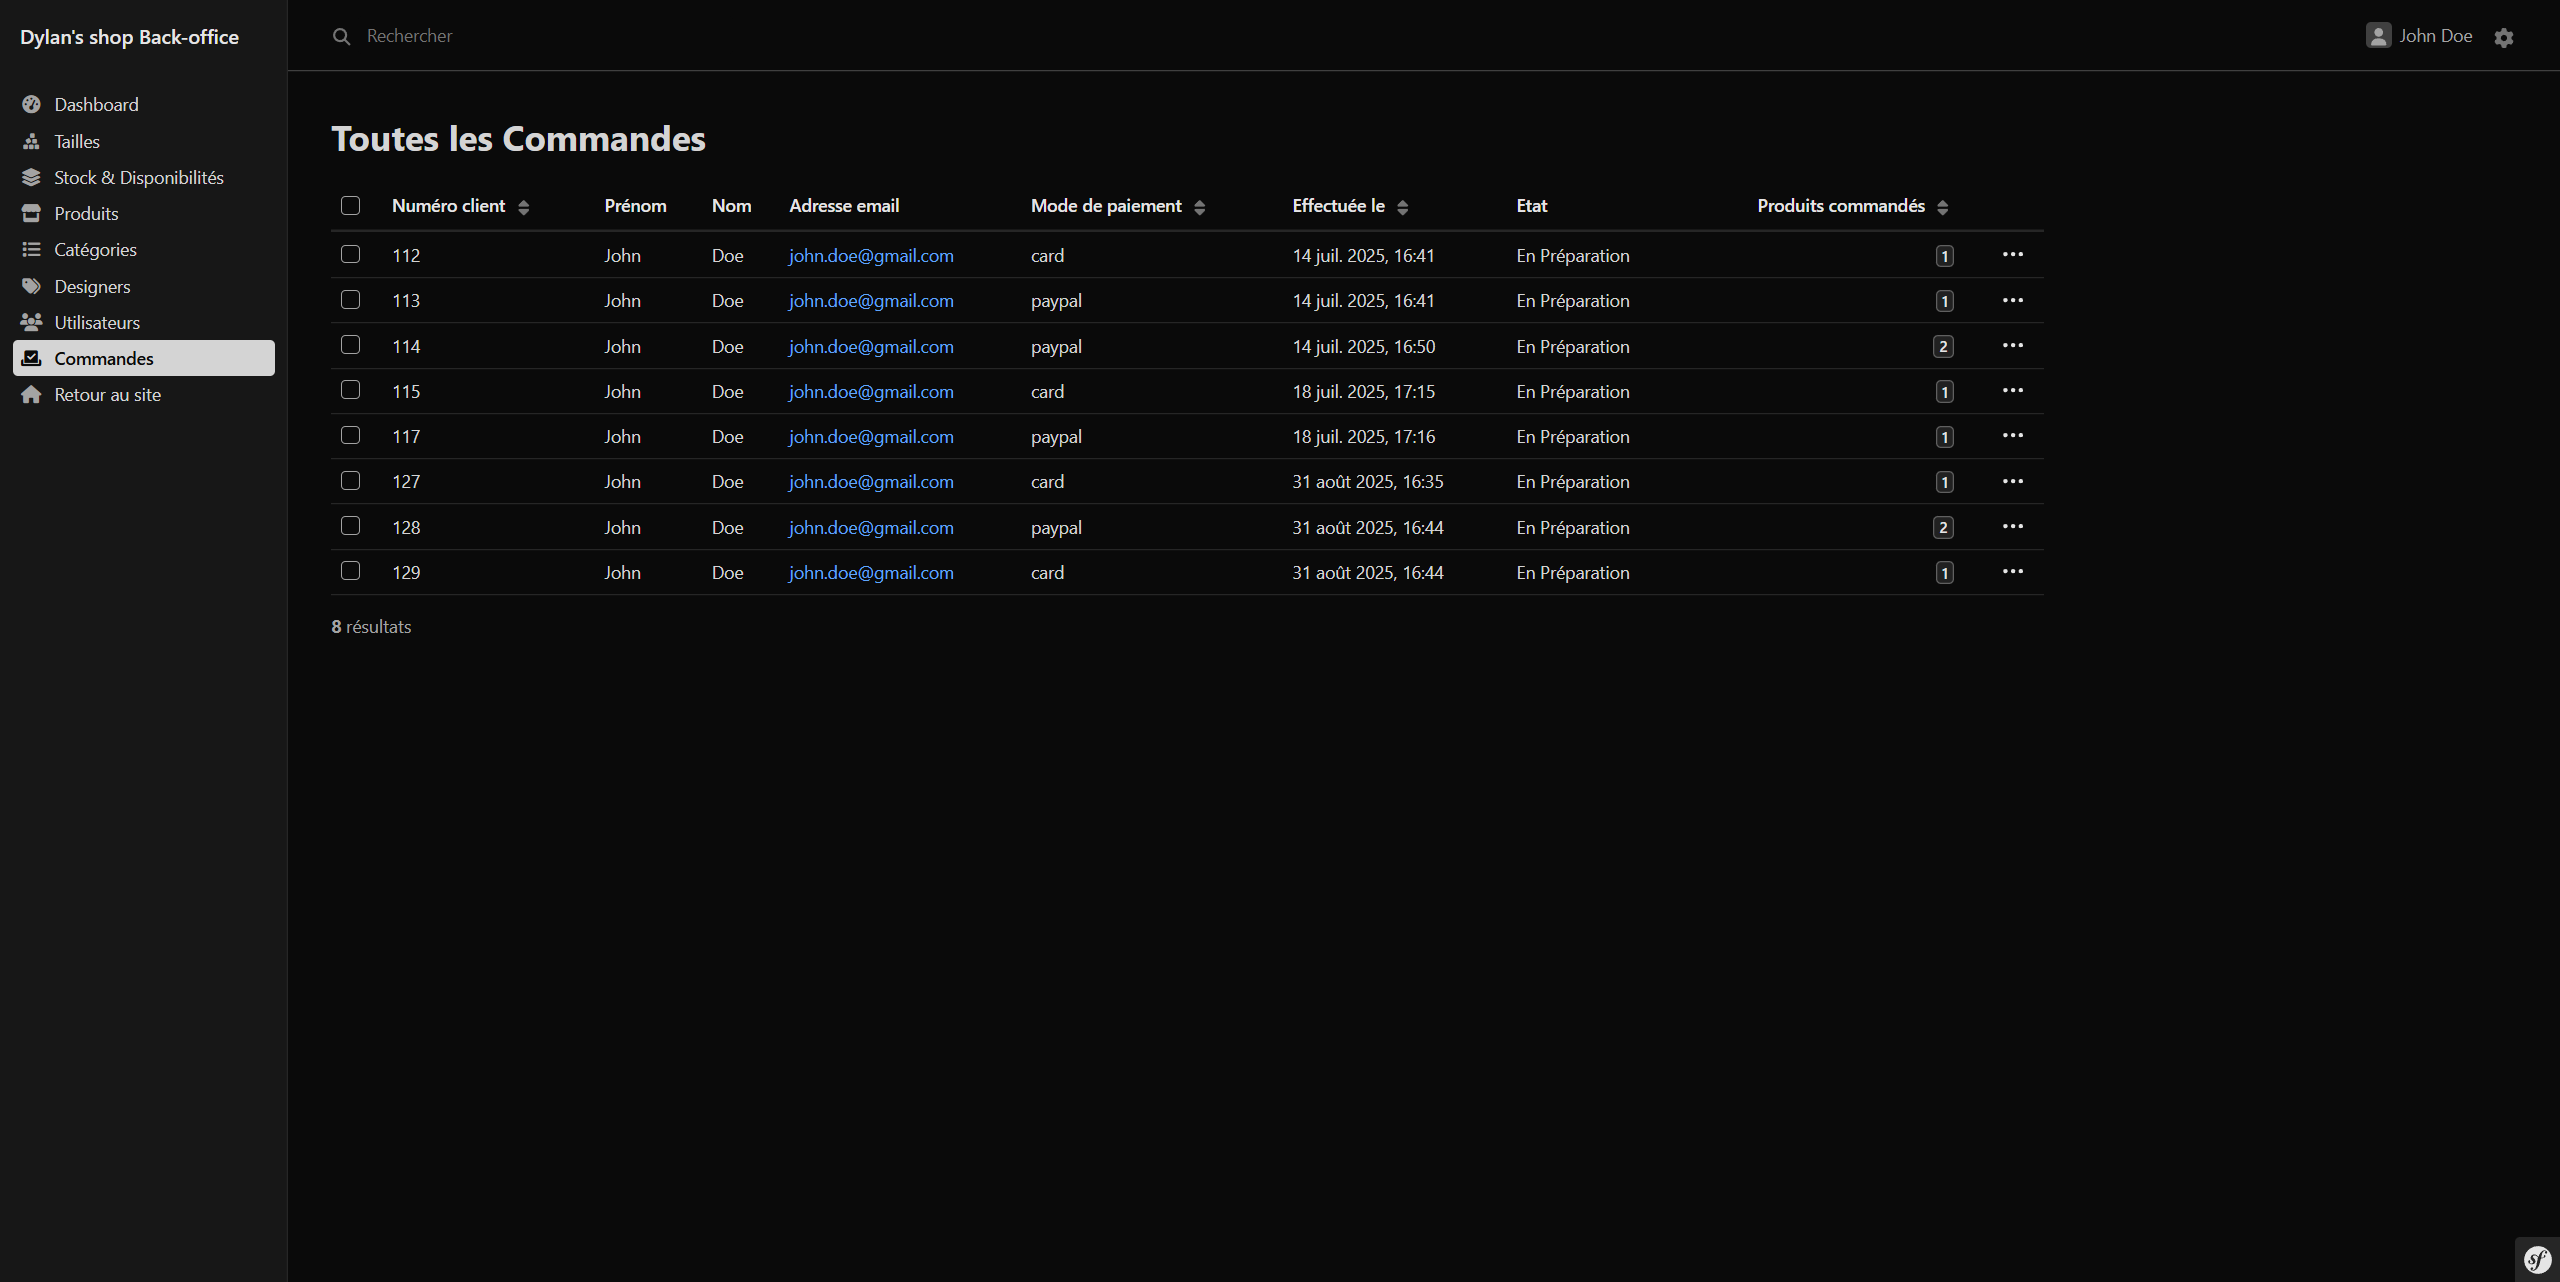 Dylan's shop Back-office
Rechercher
John Doe
Dashboard
Tailles
Stock & Disponibilités
Produits
Catégories
Designers
Utilisateurs
Commandes
Retour au site
Toutes les Commandes
Numéro client Prénom Nom Adresse email Mode de paiement Effectuée le Etat Produits commandés
112 John Doe john.doe@gmail.com card 14 juil. 2025, 16:41 En Préparation 1
113 John Doe john.doe@gmail.com paypal 14 juil. 2025, 16:41 En Préparation 1
114 John Doe john.doe@gmail.com paypal 14 juil. 2025, 16:50 En Préparation 2
115 John Doe john.doe@gmail.com card 18 juil. 2025, 17:15 En Préparation 1
117 John Doe john.doe@gmail.com paypal 18 juil. 2025, 17:16 En Préparation 1
127 John Doe john.doe@gmail.com card 31 août 2025, 16:35 En Préparation 1
128 John Doe john.doe@gmail.com paypal 31 août 2025, 16:44 En Préparation 2
129 John Doe john.doe@gmail.com card 31 août 2025, 16:44 En Préparation 1
8 résultats
sf